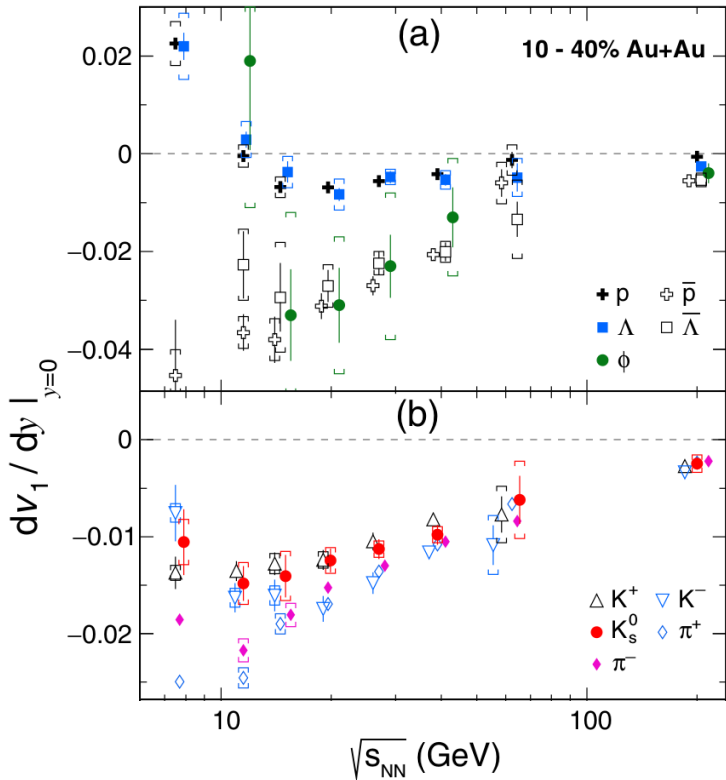 (a)
10 - 40% Au+Au
0.02
0
−0.02
−0.04
p
p̅
Λ
Λ̅
ϕ
(b)
0
−0.01
−0.02
K⁺
K⁻
K⁰ₛ
π⁺
π⁻
dv₁ / dy |y=0
10
100
√sNN (GeV)